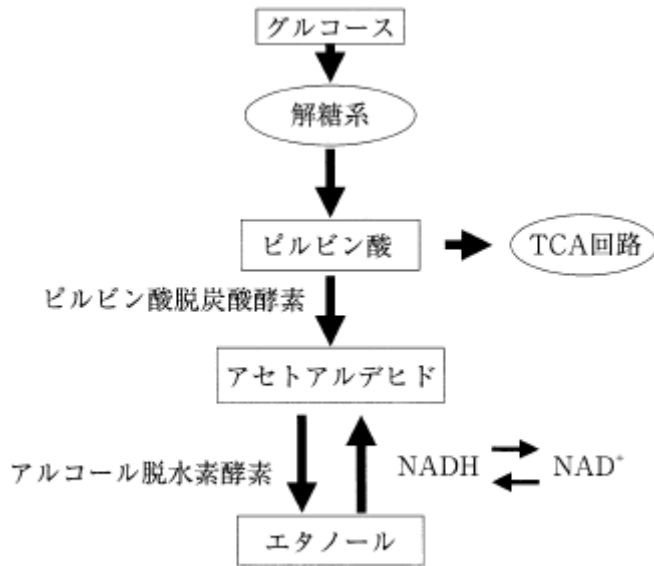 グルコース
解糖系
ピルビン酸
TCA回路
ピルビン酸脱炭酸酵素
アセトアルデヒド
アルコール脱水素酵素
NADH
NAD⁺
エタノール